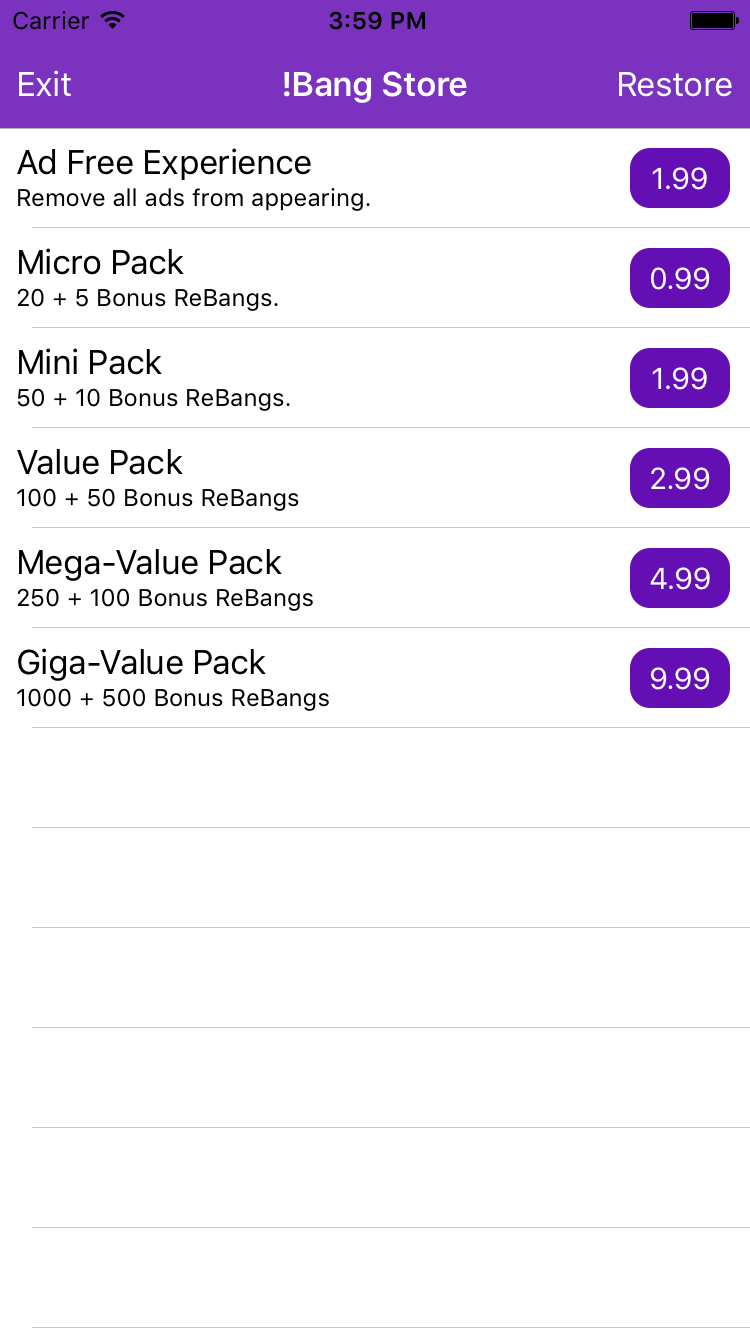 Carrier 3:59 PM
Exit !Bang Store Restore
Ad Free Experience
Remove all ads from appearing.
1.99
Micro Pack
20 + 5 Bonus ReBangs.
0.99
Mini Pack
50 + 10 Bonus ReBangs.
1.99
Value Pack
100 + 50 Bonus ReBangs
2.99
Mega-Value Pack
250 + 100 Bonus ReBangs
4.99
Giga-Value Pack
1000 + 500 Bonus ReBangs
9.99